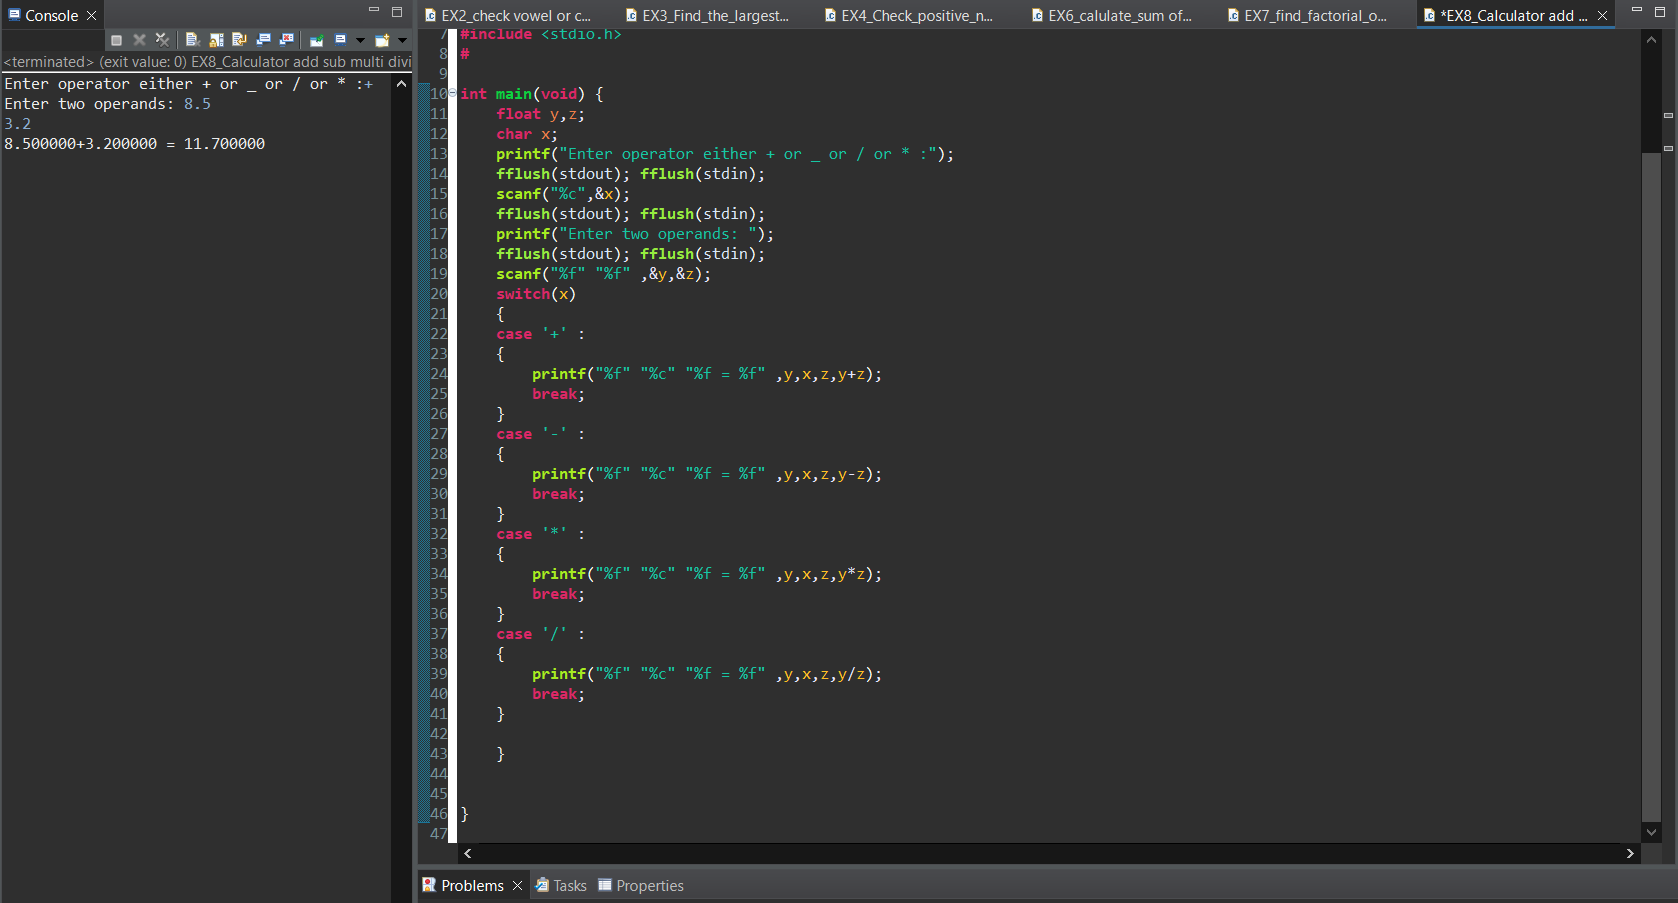 Console
<terminated> (exit value: 0) EX8_Calculator add sub multi divi
Enter operator either + or _ or / or * :+
Enter two operands: 8.5
3.2
8.500000+3.200000 = 11.700000
EX2_check vowel or c...
EX3_Find_the_largest...
EX4_Check_positive_n...
EX6_calulate_sum of...
EX7_find_factorial_o...
*EX8_Calculator add ...
7 #include <stdio.h>
8 #
9
10 int main(void) {
11     float y,z;
12     char x;
13     printf("Enter operator either + or _ or / or * :");
14     fflush(stdout); fflush(stdin);
15     scanf("%c",&x);
16     fflush(stdout); fflush(stdin);
17     printf("Enter two operands: ");
18     fflush(stdout); fflush(stdin);
19     scanf("%f" "%f" ,&y,&z);
20     switch(x)
21     {
22     case '+' :
23     {
24         printf("%f" "%c" "%f = %f" ,y,x,z,y+z);
25         break;
26     }
27     case '-' :
28     {
29         printf("%f" "%c" "%f = %f" ,y,x,z,y-z);
30         break;
31     }
32     case '*' :
33     {
34         printf("%f" "%c" "%f = %f" ,y,x,z,y*z);
35         break;
36     }
37     case '/' :
38     {
39         printf("%f" "%c" "%f = %f" ,y,x,z,y/z);
40         break;
41     }
42
43     }
44
45
46 }
47
Problems
Tasks
Properties